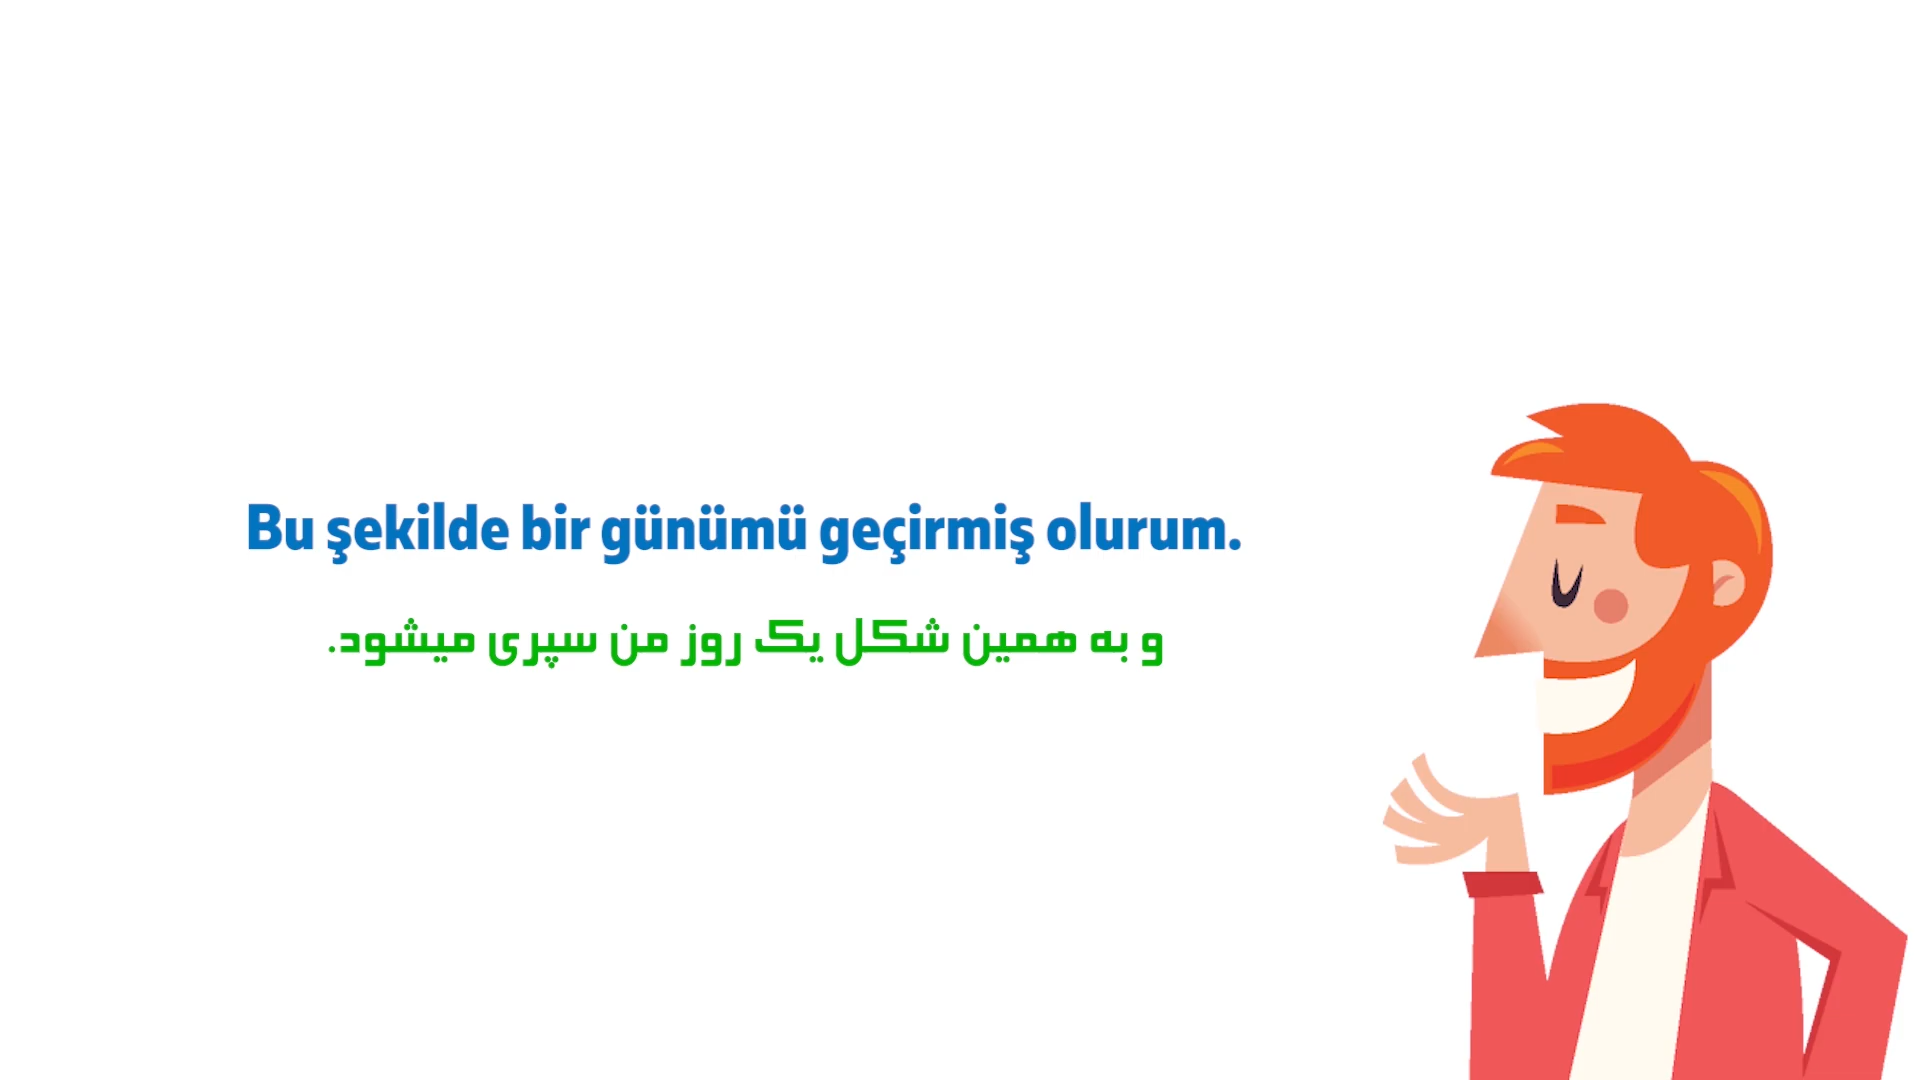 Bu şekilde bir günümü geçirmiş olurum.
و به همین شکل یک روز من سپری میشود.